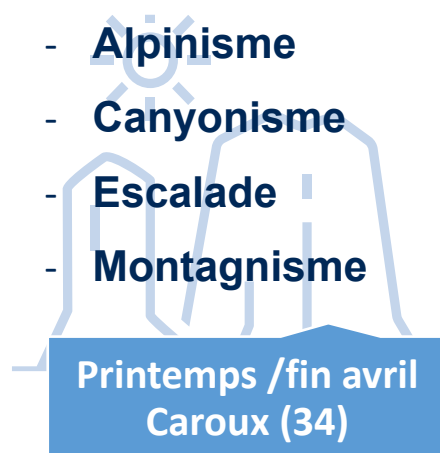 - Alpinisme
- Canyonisme
- Escalade
- Montagnisme
Printemps /fin avril
Caroux (34)